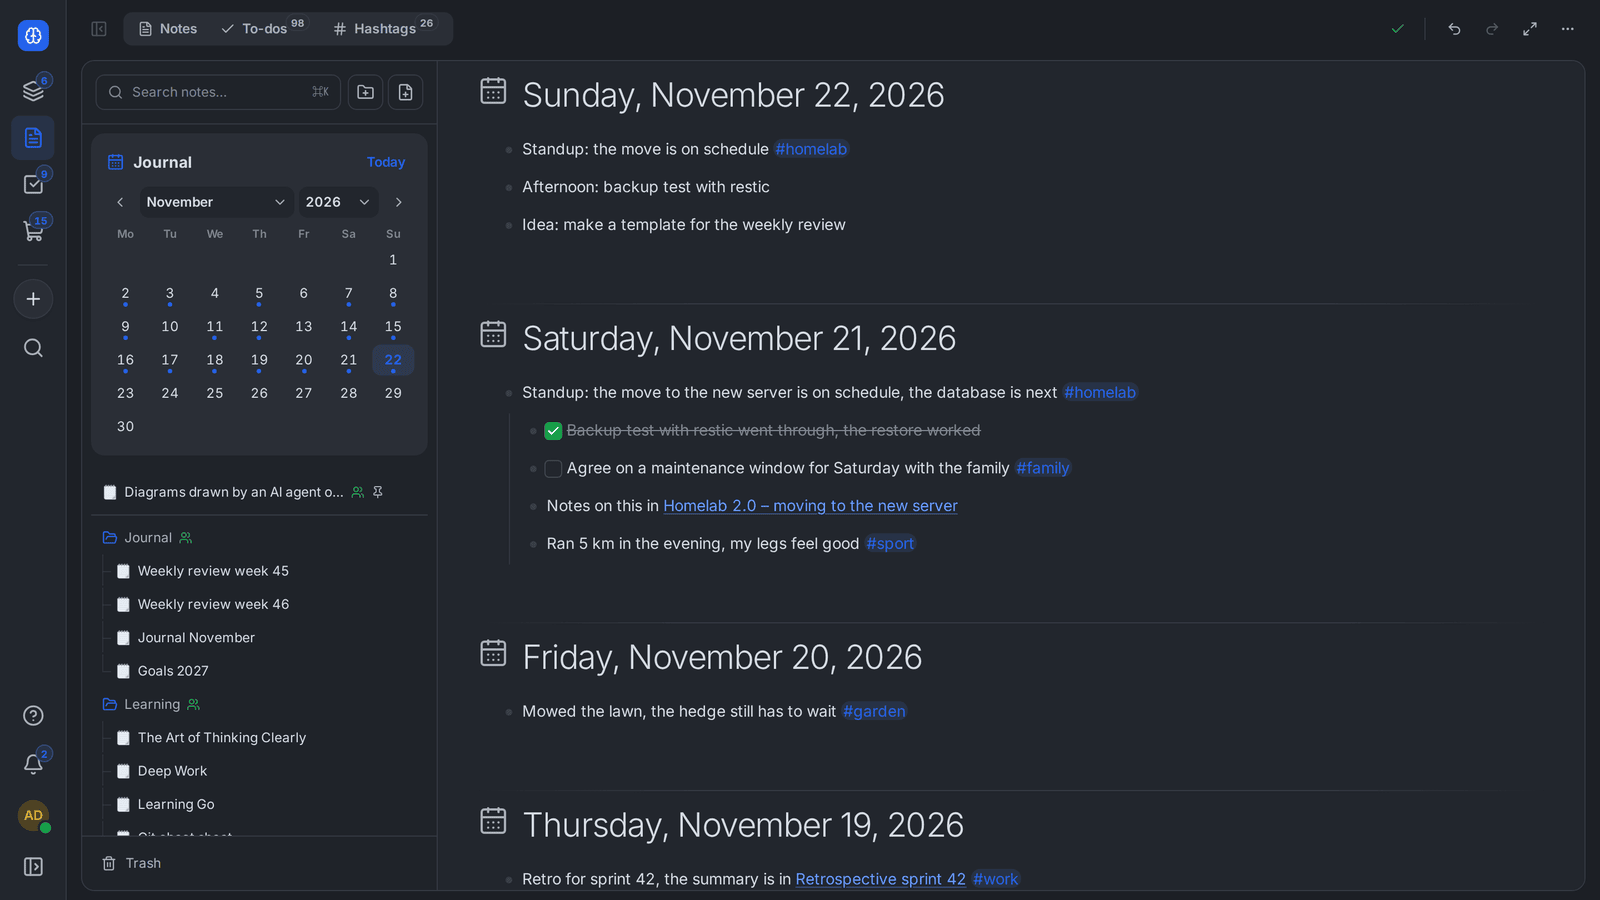 Notes
To-dos 98
Hashtags 26
6
9
15
2
AD
Search notes... ⌘K
Journal
Today
November
2026
Mo Tu We Th Fr Sa Su
1
2 3 4 5 6 7 8
9 10 11 12 13 14 15
16 17 18 19 20 21 22
23 24 25 26 27 28 29
30
Diagrams drawn by an AI agent o...
Journal
Weekly review week 45
Weekly review week 46
Journal November
Goals 2027
Learning
The Art of Thinking Clearly
Deep Work
Learning Go
Trash
Sunday, November 22, 2026
Standup: the move is on schedule #homelab
Afternoon: backup test with restic
Idea: make a template for the weekly review
Saturday, November 21, 2026
Standup: the move to the new server is on schedule, the database is next #homelab
Backup test with restic went through, the restore worked
Agree on a maintenance window for Saturday with the family #family
Notes on this in Homelab 2.0 – moving to the new server
Ran 5 km in the evening, my legs feel good #sport
Friday, November 20, 2026
Mowed the lawn, the hedge still has to wait #garden
Thursday, November 19, 2026
Retro for sprint 42, the summary is in Retrospective sprint 42 #work